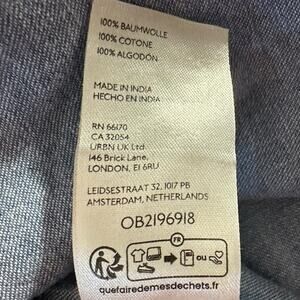 100% BAUMWOLLE
100% COTONE
100% ALGODÓN
MADE IN INDIA
HECHO EN INDIA
RN 66170
CA 32054
URBN UK Ltd.
146 Brick Lane,
LONDON, E1 6RU
LEIDSESTRAAT 32, 1017 PB
AMSTERDAM, NETHERLANDS
OB2196918
FR
OU
quefairedemesdechets.fr